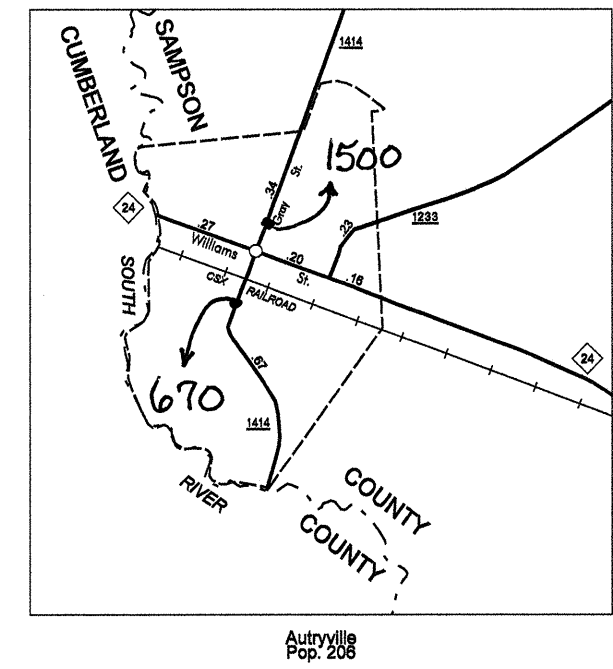 SAMPSON
CUMBERLAND
1414
1500
.34
St.
Gray
24
.27
Williams
.23
1233
.20
St.
.16
SOUTH
CSX RAILROAD
24
.67
670
1414
RIVER
COUNTY
COUNTY
Autryville
Pop. 206